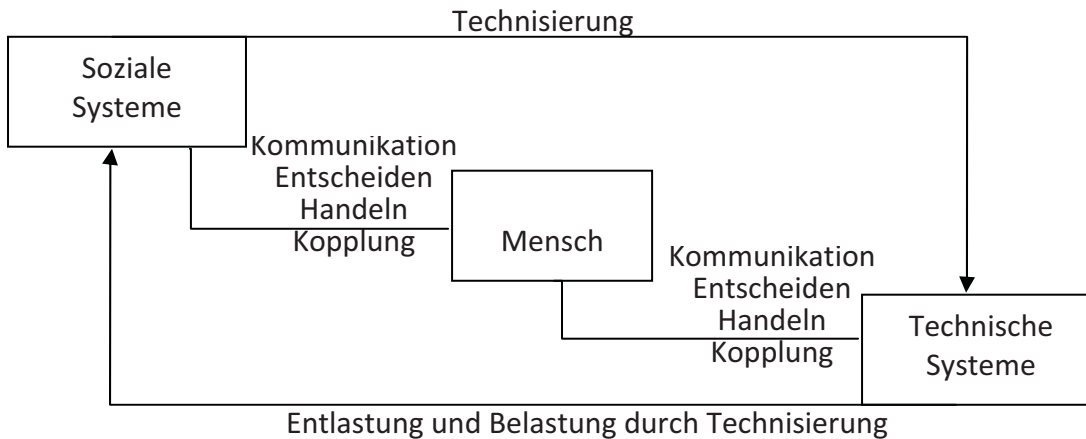 Technisierung
Soziale
Systeme
Kommunikation
Entscheiden
Handeln
Kopplung
Mensch
Kommunikation
Entscheiden
Handeln
Kopplung
Technische
Systeme
Entlastung und Belastung durch Technisierung